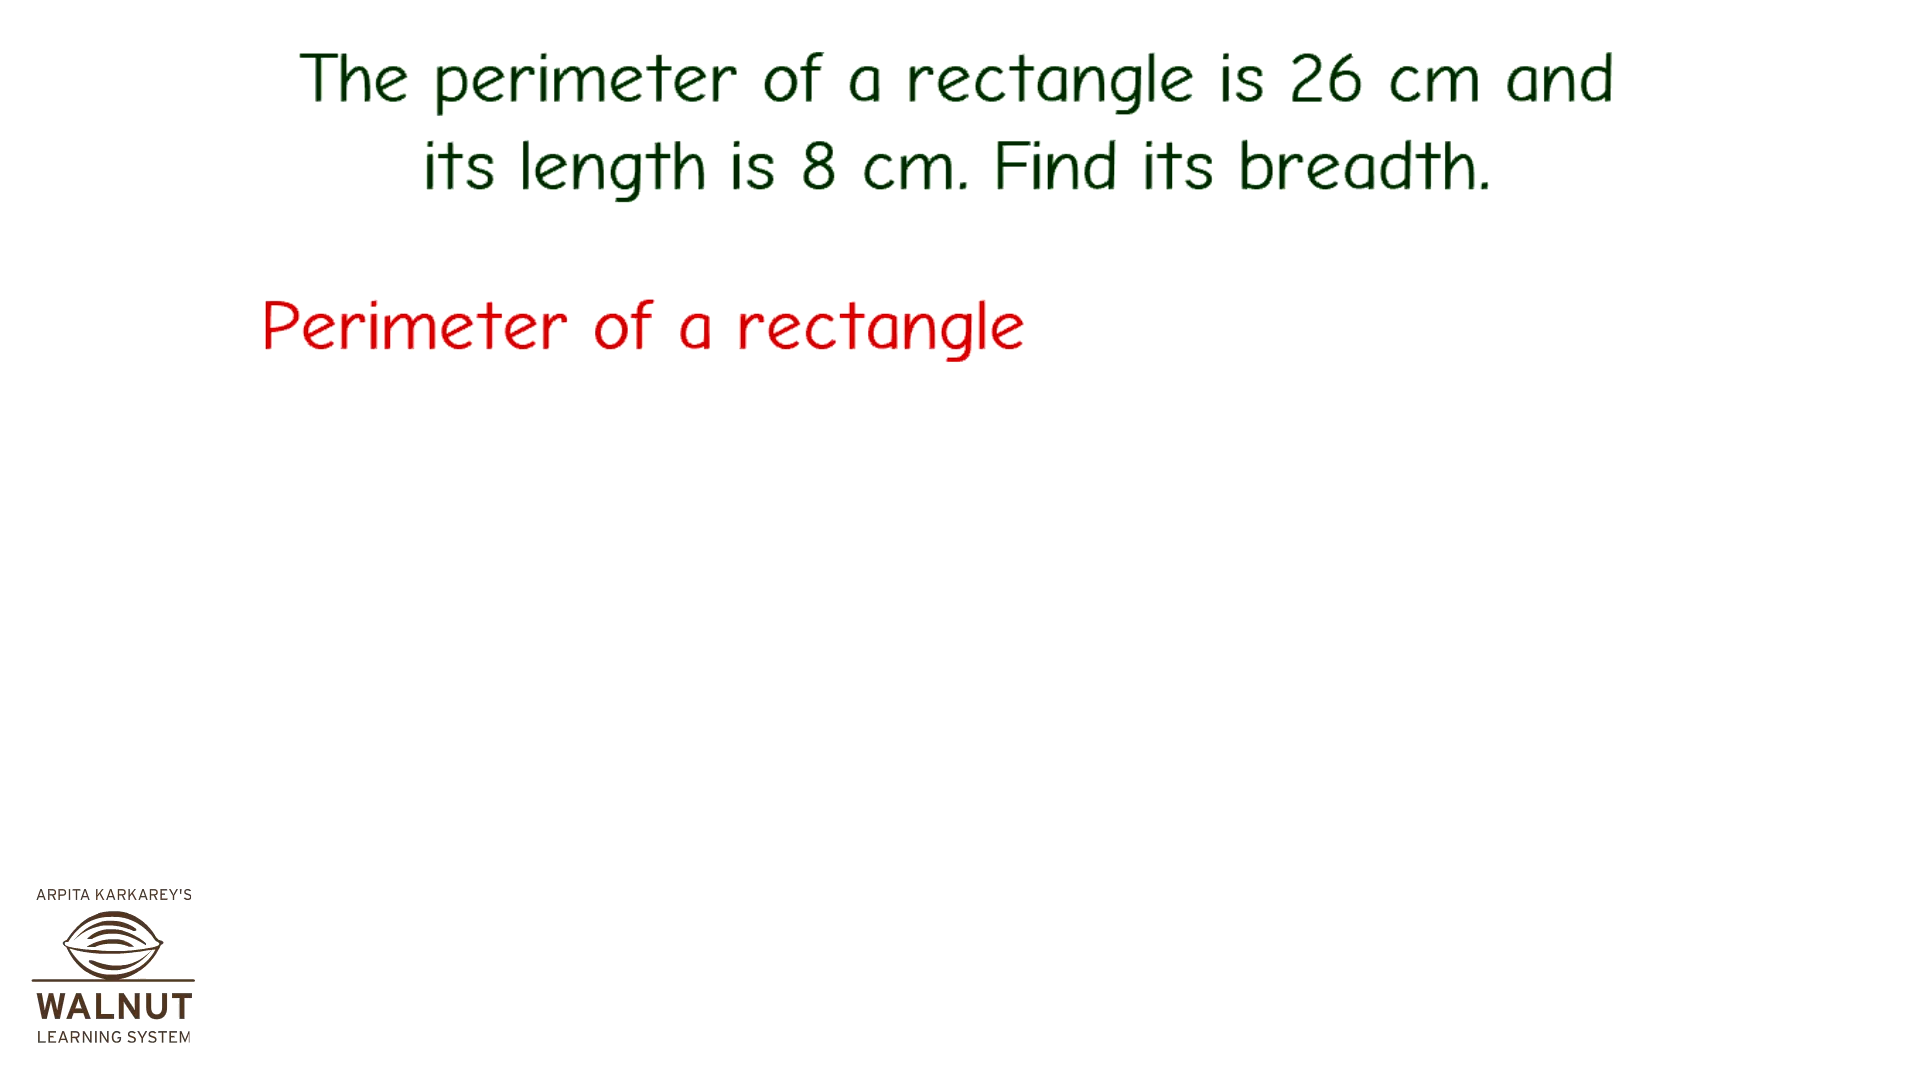 The perimeter of a rectangle is 26 cm and
its length is 8 cm. Find its breadth.
Perimeter of a rectangle
ARPITA KARKAREY'S
WALNUT
LEARNING SYSTEM